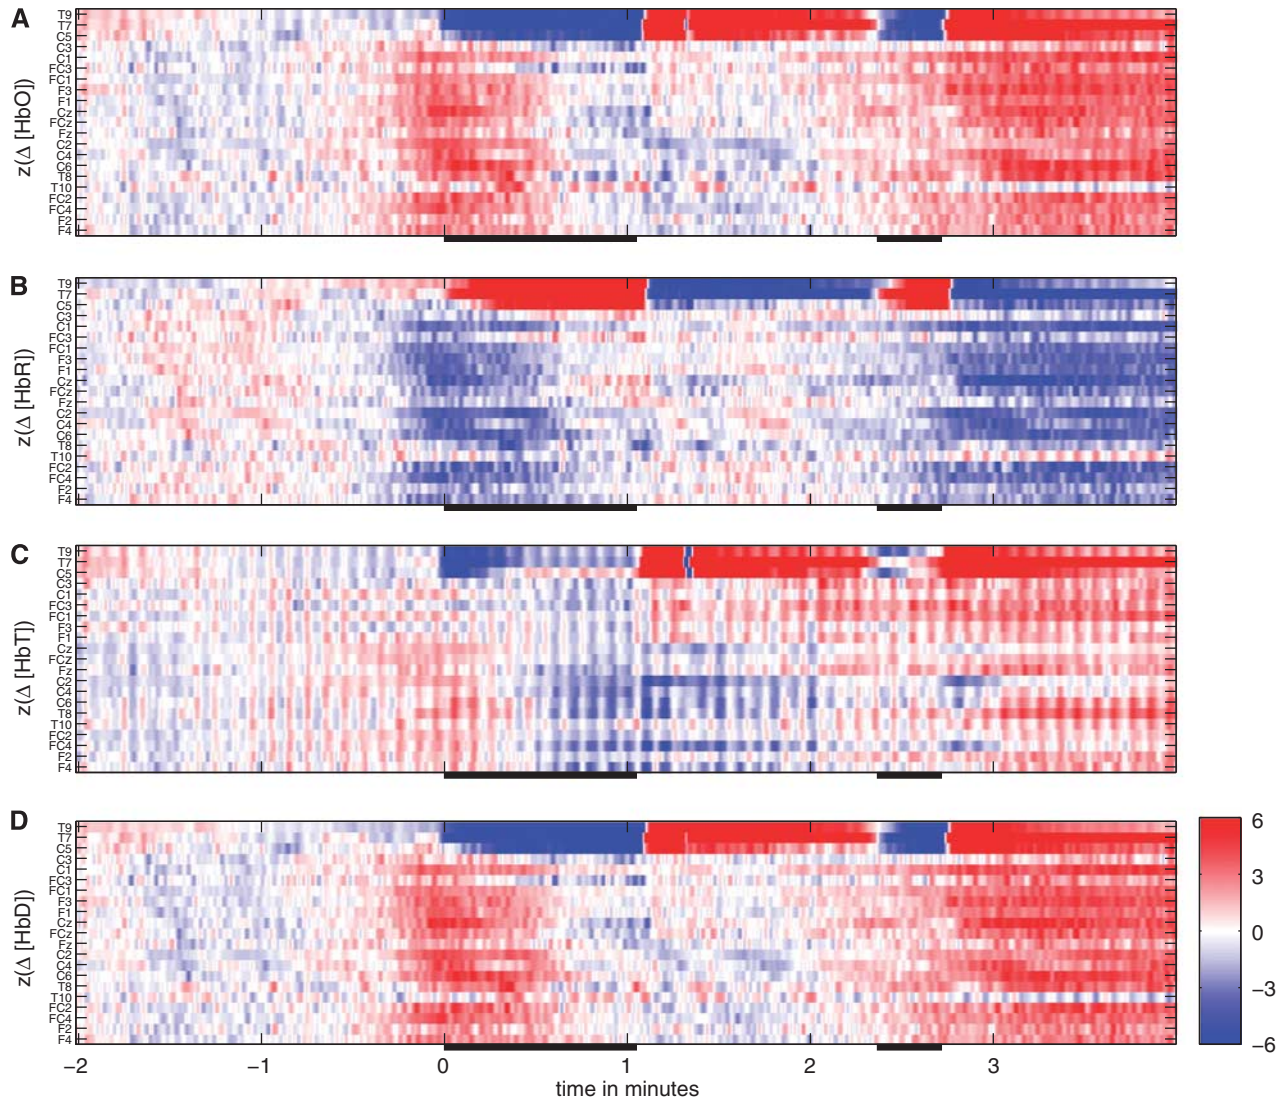 A
z(Δ [HbO])
T9
T7
C5
C3
C1
FC3
FC1
F3
F1
Cz
FCz
Fz
C2
C4
C6
T8
T10
FC2
FC4
F2
F4
B
z(Δ [HbR])
T9
T7
C5
C3
C1
FC3
FC1
F3
F1
Cz
FCz
Fz
C2
C4
C6
T8
T10
FC2
FC4
F2
F4
C
z(Δ [HbT])
T9
T7
C5
C3
C1
FC3
FC1
F3
F1
Cz
FCz
Fz
C2
C4
C6
T8
T10
FC2
FC4
F2
F4
D
z(Δ [HbD])
T9
T7
C5
C3
C1
FC3
FC1
F3
F1
Cz
FCz
Fz
C2
C4
C6
T8
T10
FC2
FC4
F2
F4
6
3
0
−3
−6
−2 −1 0 1 2 3
time in minutes